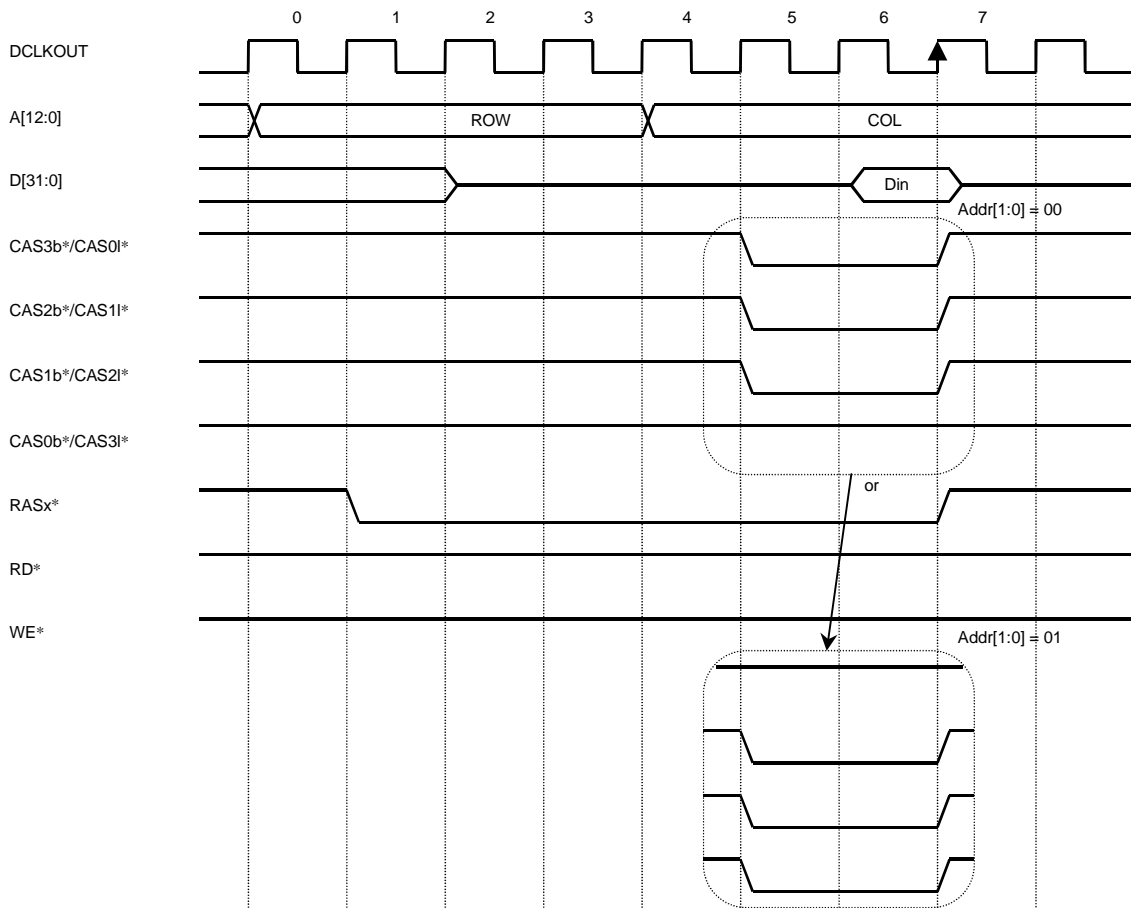 0 1 2 3 4 5 6 7
DCLKOUT
A[12:0]
ROW
COL
D[31:0]
Din
Addr[1:0] = 00
CAS3b*/CAS0l*
CAS2b*/CAS1l*
CAS1b*/CAS2l*
CAS0b*/CAS3l*
or
RASx*
RD*
WE*
Addr[1:0] = 01